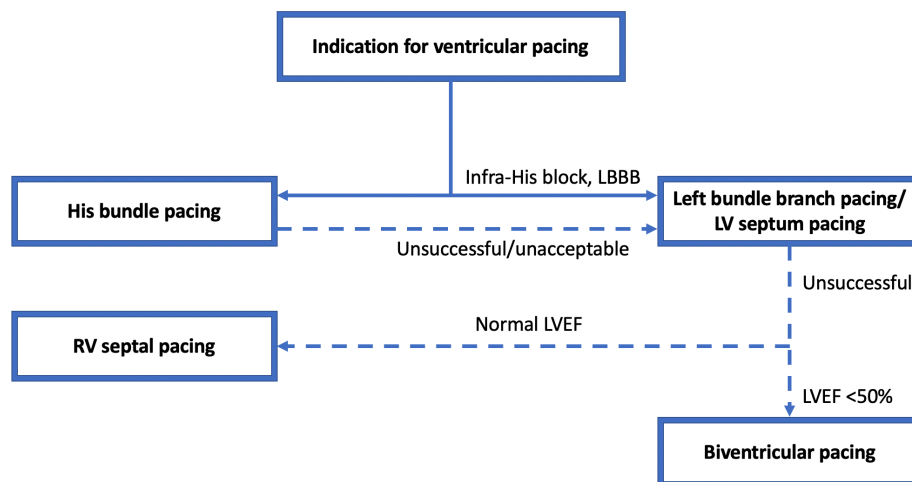 Indication for ventricular pacing
Infra-His block, LBBB
His bundle pacing
Left bundle branch pacing/
LV septum pacing
Unsuccessful/unacceptable
Unsuccessful
Normal LVEF
RV septal pacing
LVEF <50%
Biventricular pacing